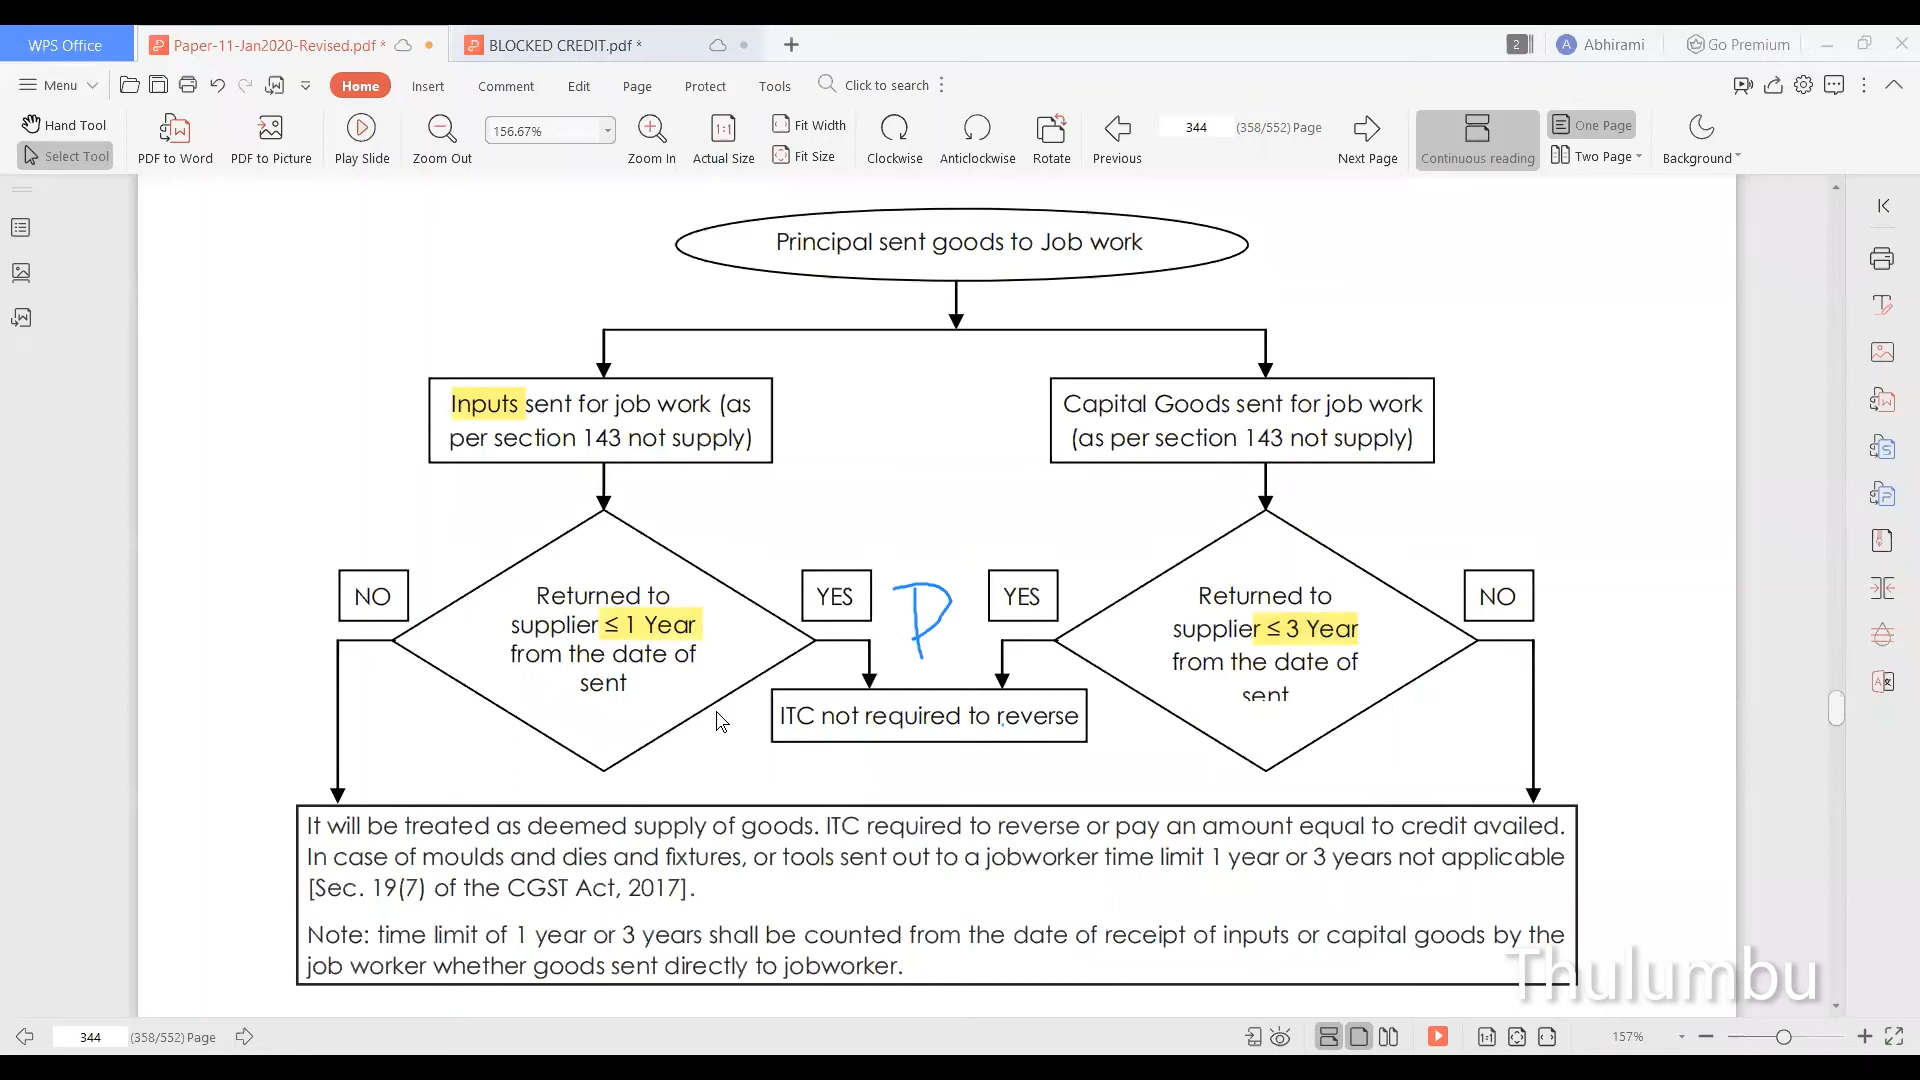 WPS Office
Paper-11-Jan2020-Revised.pdf *
BLOCKED CREDIT.pdf *
2
A Abhirami
Go Premium
Menu
Home
Insert
Comment
Edit
Page
Protect
Tools
Click to search
Hand Tool
Select Tool
PDF to Word
PDF to Picture
Play Slide
Zoom Out
156.67%
Zoom In
1:1
Actual Size
Fit Width
Fit Size
Clockwise
Anticlockwise
Rotate
Previous
344 (358/552) Page
Next Page
Continuous reading
One Page
Two Page
Background
Principal sent goods to Job work
Inputs sent for job work (as
per section 143 not supply)
Capital Goods sent for job work
(as per section 143 not supply)
NO
Returned to
supplier ≤ 1 Year
from the date of
sent
YES
P
YES
Returned to
supplier ≤ 3 Year
from the date of
sent
NO
ITC not required to reverse
It will be treated as deemed supply of goods. ITC required to reverse or pay an amount equal to credit availed.
In case of moulds and dies and fixtures, or tools sent out to a jobworker time limit 1 year or 3 years not applicable
[Sec. 19(7) of the CGST Act, 2017].
Note: time limit of 1 year or 3 years shall be counted from the date of receipt of inputs or capital goods by the
job worker whether goods sent directly to jobworker.
Thulumbu
344 (358/552) Page
157%